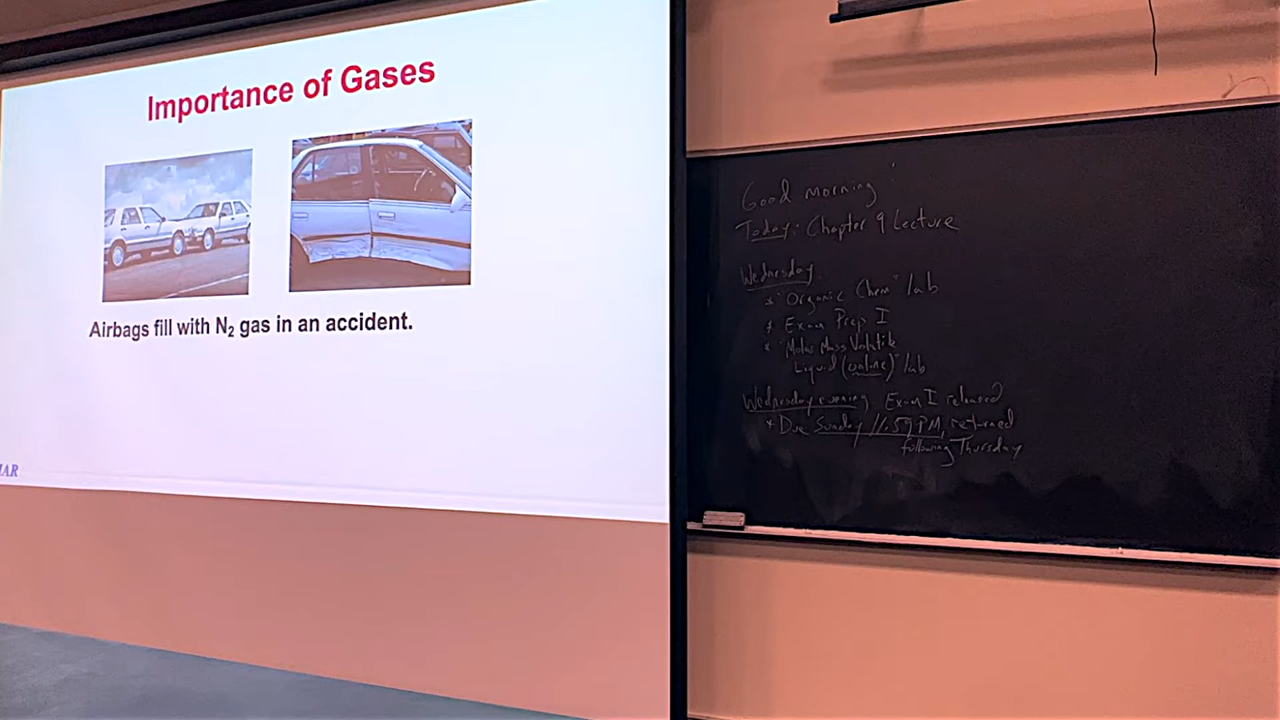 Importance of Gases
Airbags fill with N₂ gas in an accident.
MAR
Good morning
Today: Chapter 9 Lecture
Wednesday
* "Organic Chem" lab
* Exam Prep I
* "Molar Mass Volatile
Liquid (online)" lab
Wednesday evening Exam I released
* Due Sunday 11:59 PM, returned
following Thursday